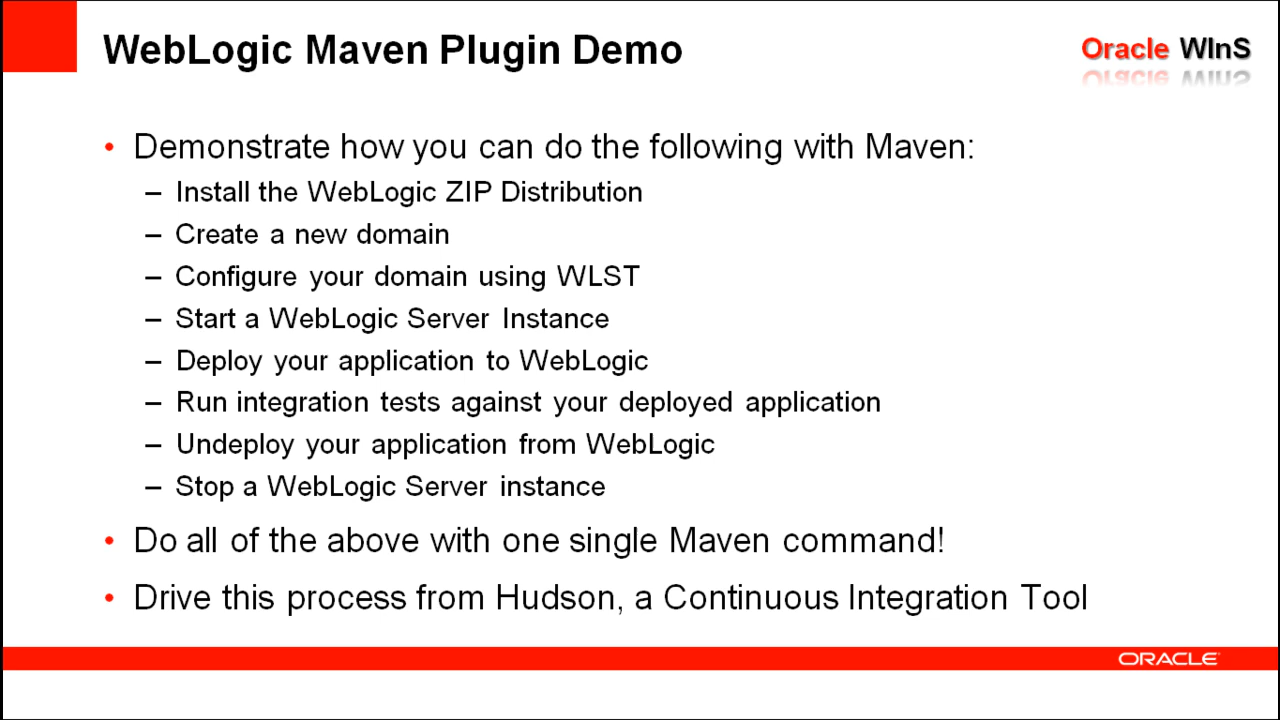 WebLogic Maven Plugin Demo
Oracle WInS
• Demonstrate how you can do the following with Maven:
– Install the WebLogic ZIP Distribution
– Create a new domain
– Configure your domain using WLST
– Start a WebLogic Server Instance
– Deploy your application to WebLogic
– Run integration tests against your deployed application
– Undeploy your application from WebLogic
– Stop a WebLogic Server instance
• Do all of the above with one single Maven command!
• Drive this process from Hudson, a Continuous Integration Tool
ORACLE